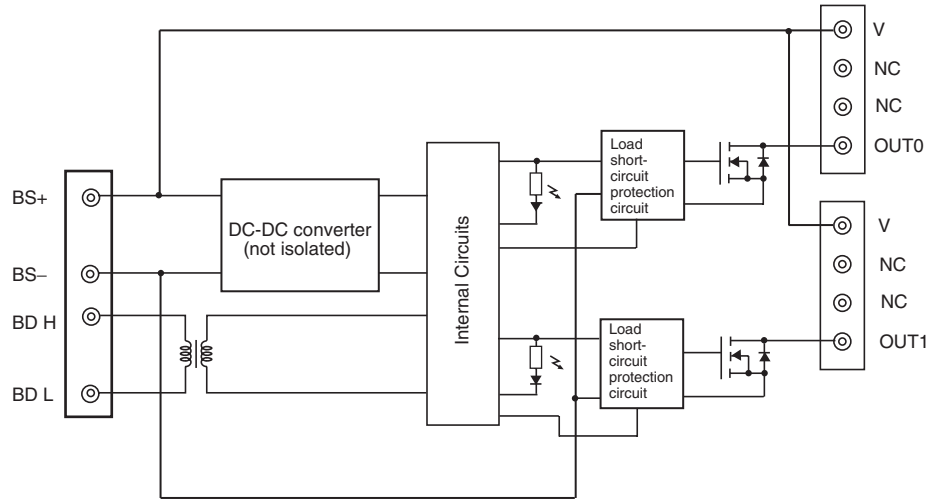 BS+
BS−
BD H
BD L
DC-DC converter
(not isolated)
Internal Circuits
Load
short-
circuit
protection
circuit
Load
short-
circuit
protection
circuit
V
NC
NC
OUT0
V
NC
NC
OUT1